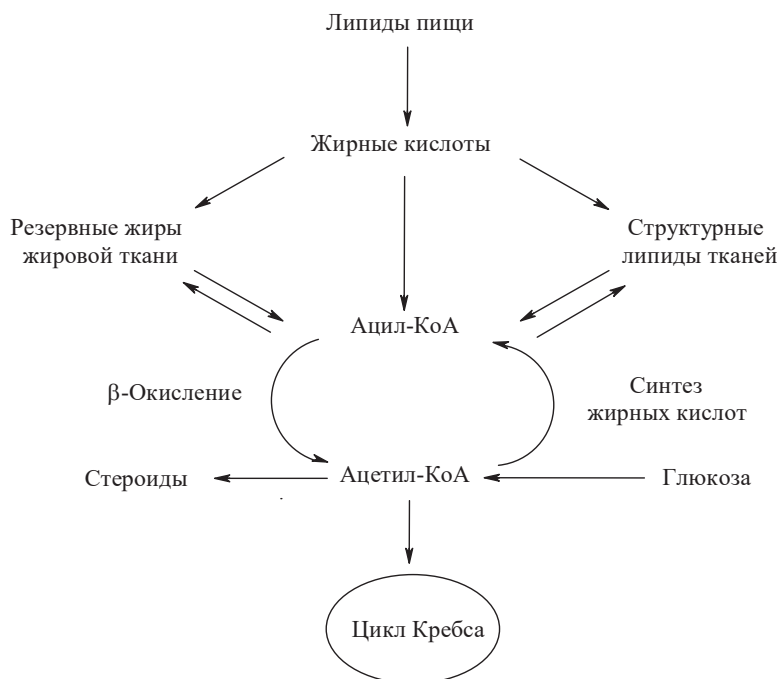 Липиды пищи
Жирные кислоты
Резервные жиры
жировой ткани
Структурные
липиды тканей
Ацил-КоА
β-Окисление
Синтез
жирных кислот
Стероиды
Ацетил-КоА
Глюкоза
Цикл Кребса